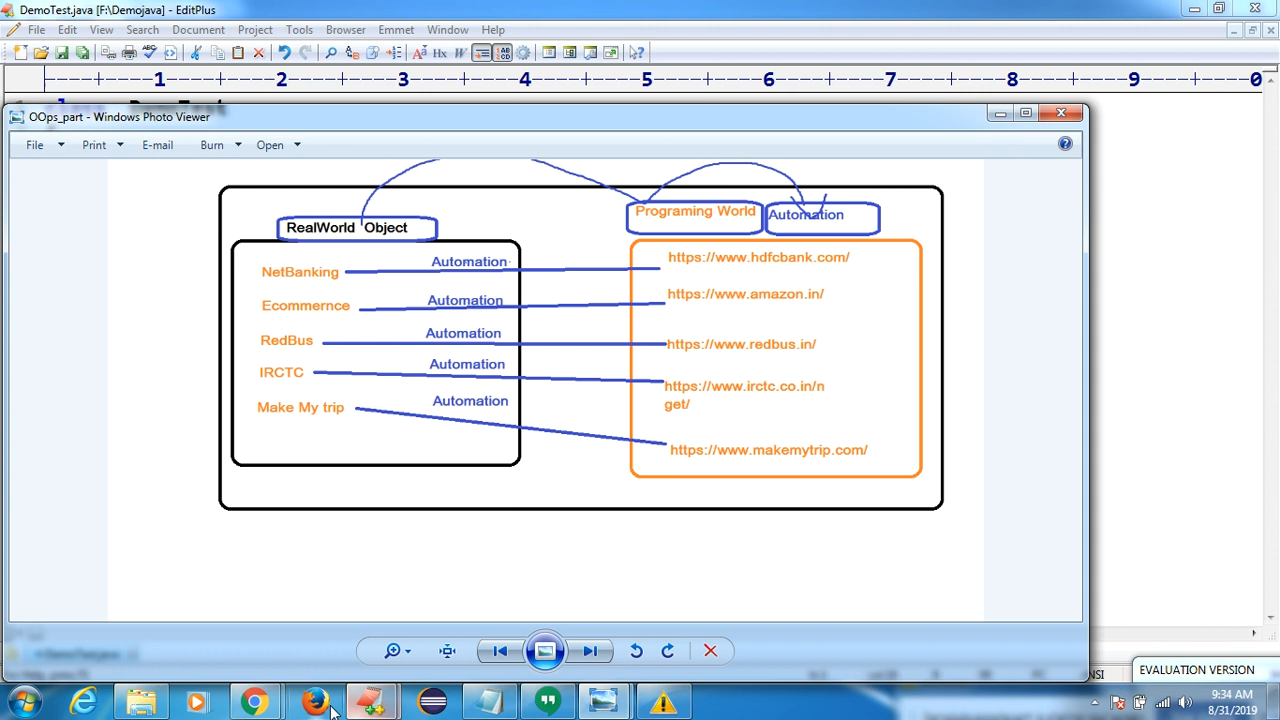 DemoTest.java [F:\Demojava] - EditPlus
File Edit View Search Document Project Tools Browser Emmet Window Help
----+----1----+----2----+----3----+----4----+----5----+----6----+----7----+----8----+----9----+----0
class DemoTest
OOps_part - Windows Photo Viewer
File Print E-mail Burn Open
RealWorld Object
Programing World
Automation
NetBanking Automation https://www.hdfcbank.com/
Ecommernce Automation https://www.amazon.in/
RedBus Automation https://www.redbus.in/
IRCTC Automation https://www.irctc.co.in/n
get/
Make My trip Automation https://www.makemytrip.com/
EVALUATION VERSION
9:34 AM
8/31/2019